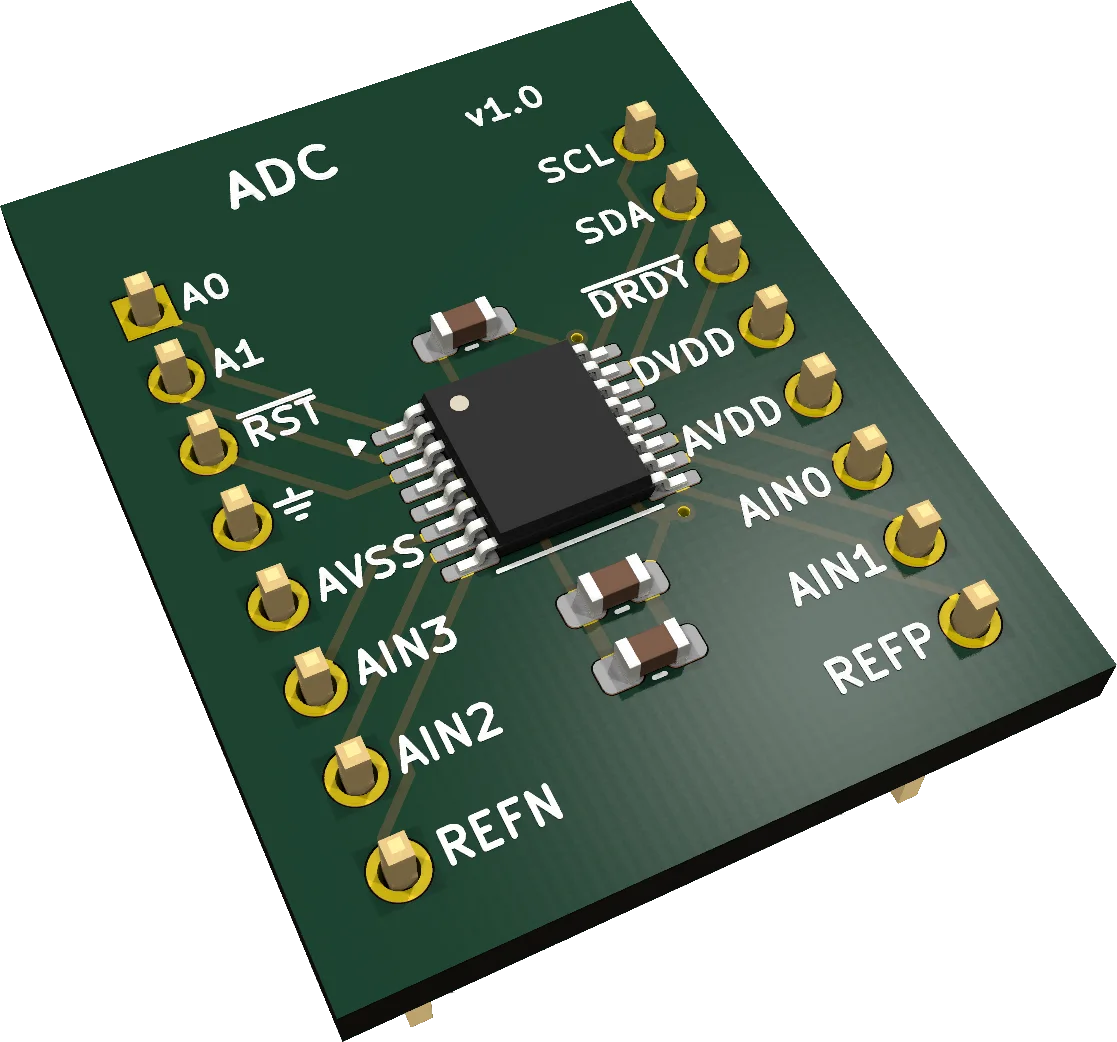 v1.0
ADC
SCL
SDA
DRDY
DVDD
AVDD
AIN0
AIN1
REFP
A0
A1
RST
AVSS
AIN3
AIN2
REFN